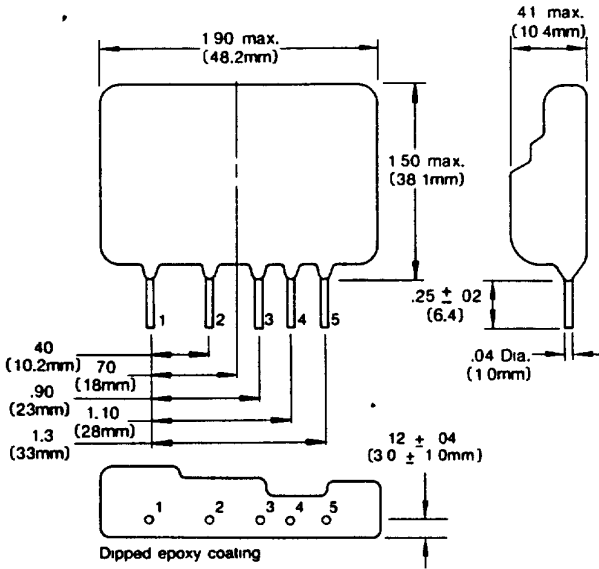 190 max.
(48.2mm)
41 max.
(10 4mm)
1 50 max.
(38 1mm)
.25 ± 02
(6.4)
.04 Dia.
(1 0mm)
1 2 3 4 5
40
(10.2mm)
70
(18mm)
.90
(23mm)
1.10
(28mm)
1.3
(33mm)
12 ± 04
(3 0 ± 1 0mm)
1 2 3 4 5
Dipped epoxy coating